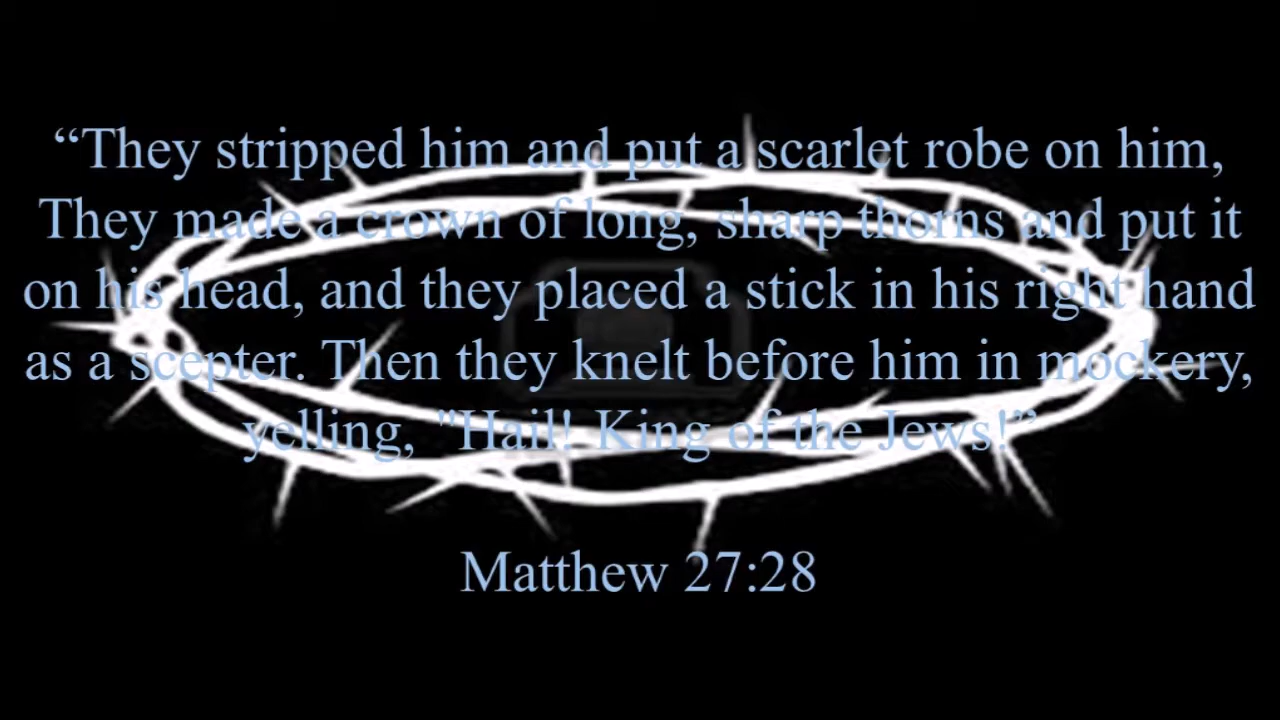 “They stripped him and put a scarlet robe on him,
They made a crown of long, sharp thorns and put it
on his head, and they placed a stick in his right hand
as a scepter. Then they knelt before him in mockery,
yelling, "Hail! King of the Jews!”
Matthew 27:28